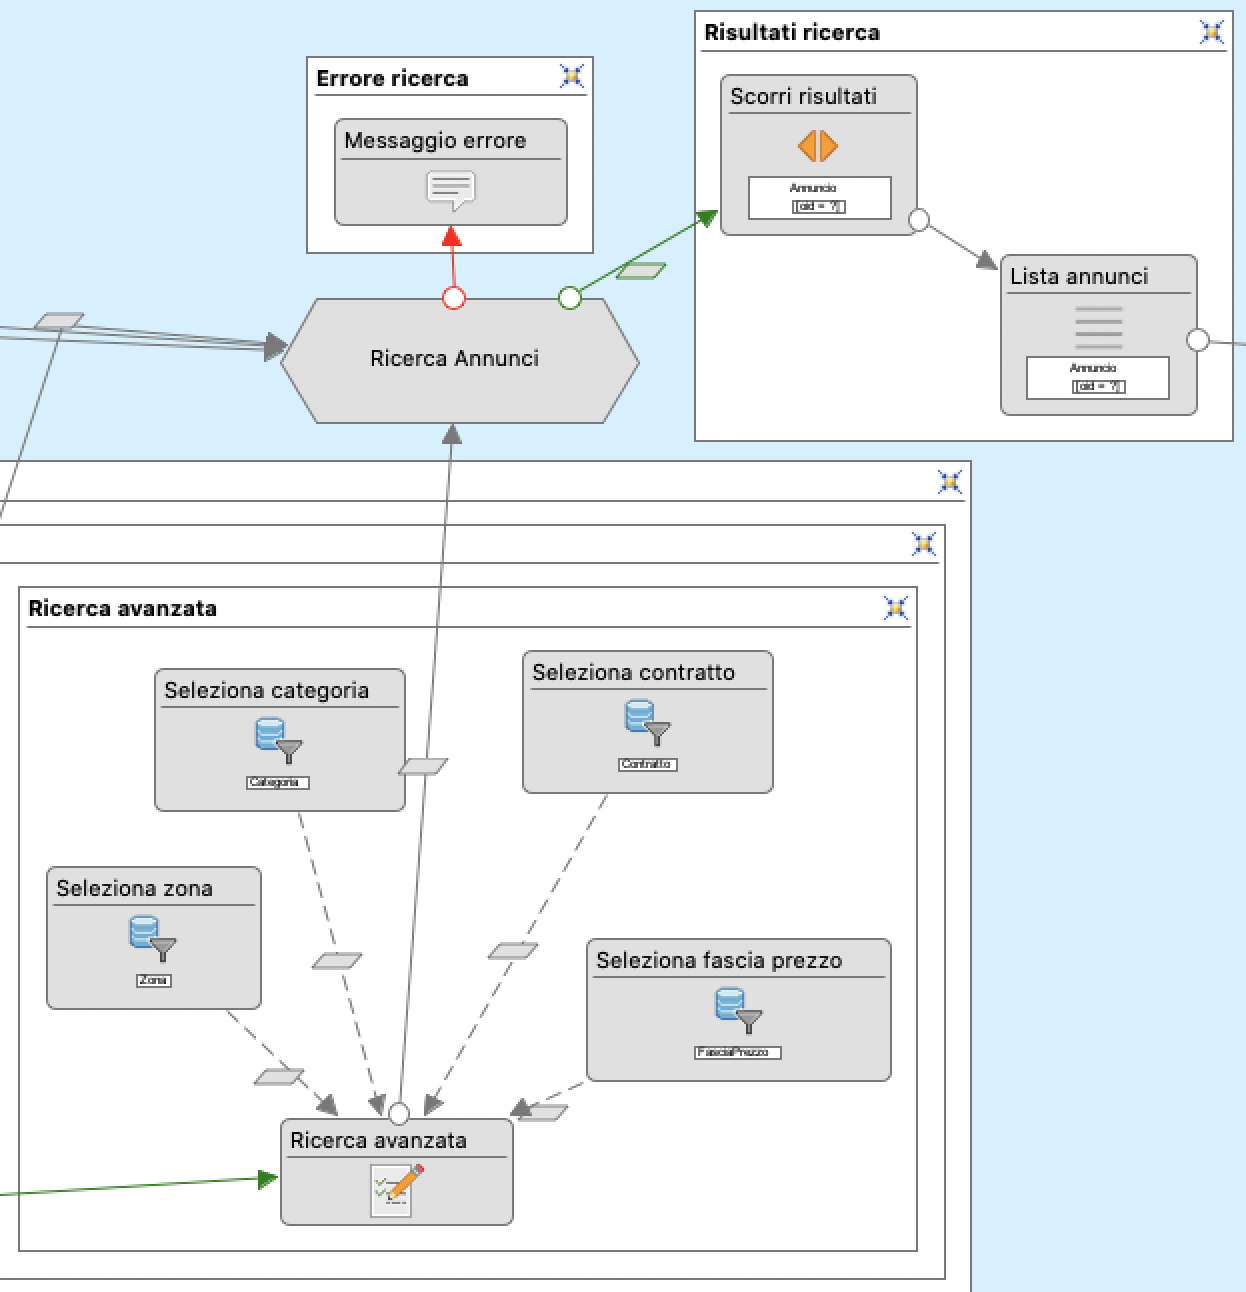 Risultati ricerca
Errore ricerca
Scorri risultati
Messaggio errore
Annuncio
[oid = ?]
Lista annunci
Ricerca Annunci
Annuncio
[oid = ?]
Ricerca avanzata
Seleziona categoria
Seleziona contratto
Categoria
Contratto
Seleziona zona
Seleziona fascia prezzo
Zona
FasciaPrezzo
Ricerca avanzata